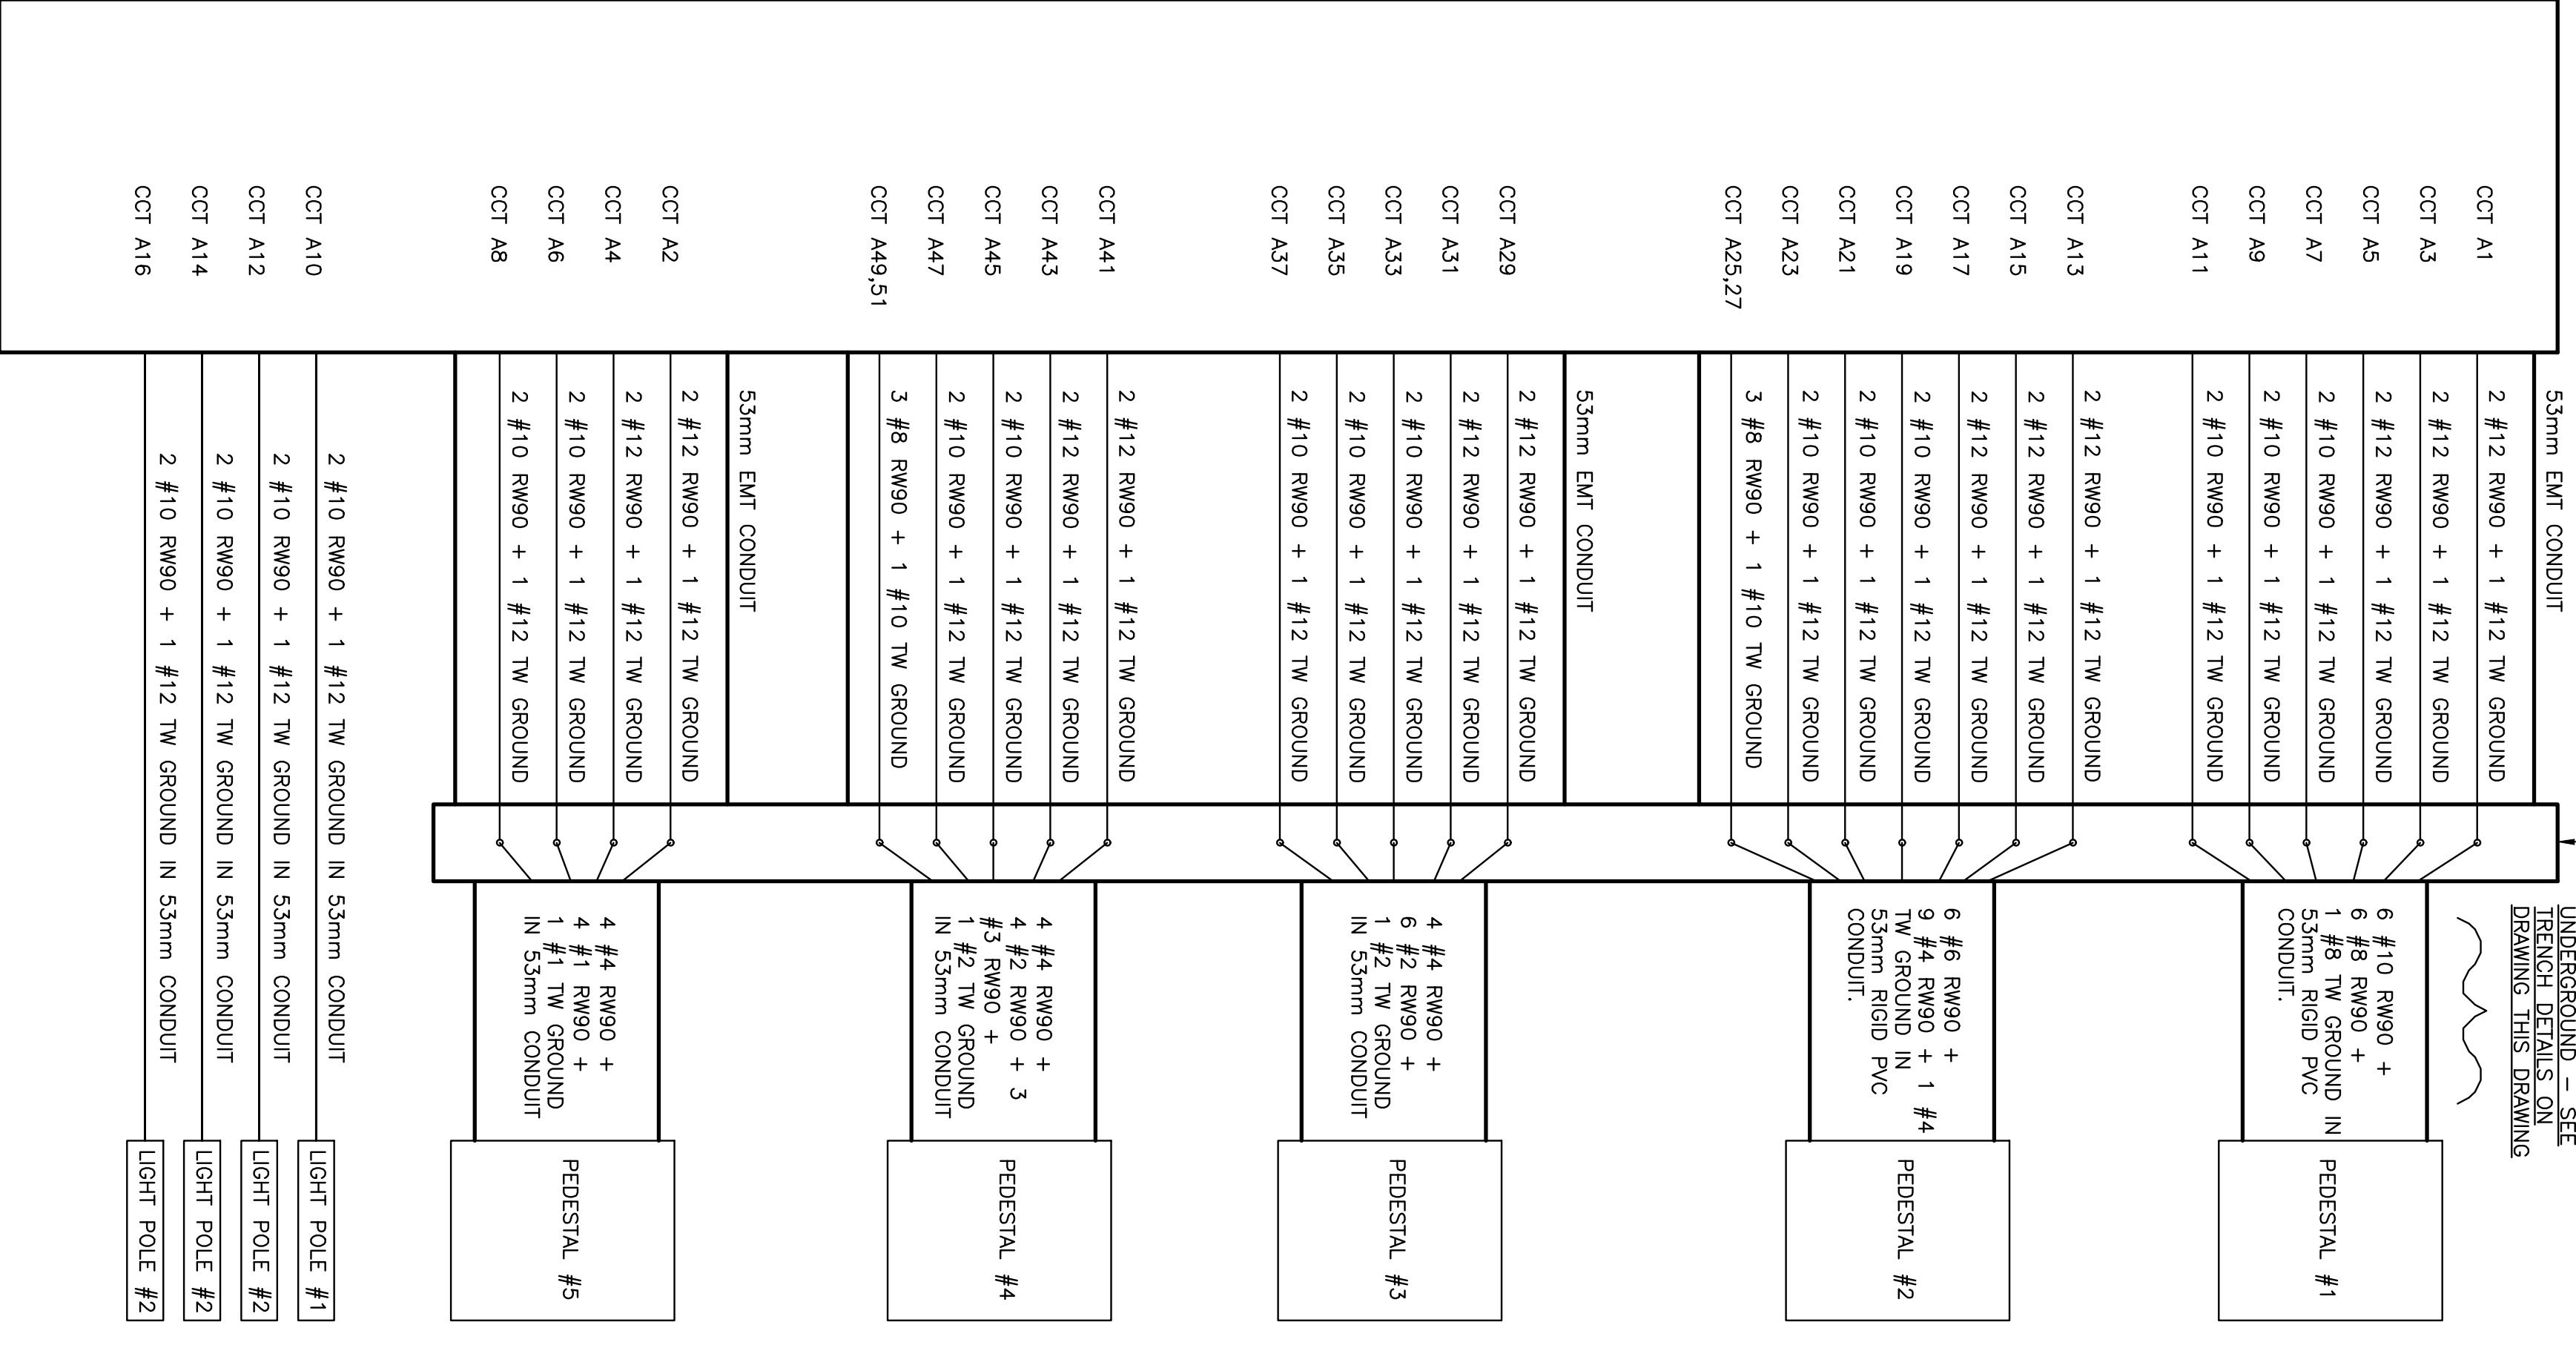 53mm EMT CONDUIT
UNDERGROUND – SEE
TRENCH DETAILS ON
DRAWING THIS DRAWING
CCT A1
2 #12 RW90 + 1 #12 TW GROUND
CCT A3
2 #12 RW90 + 1 #12 TW GROUND
CCT A5
2 #12 RW90 + 1 #12 TW GROUND
CCT A7
2 #10 RW90 + 1 #12 TW GROUND
CCT A9
2 #10 RW90 + 1 #12 TW GROUND
CCT A11
2 #10 RW90 + 1 #12 TW GROUND
6 #10 RW90 +
6 #8 RW90 +
1 #8 TW GROUND IN
53mm RIGID PVC
CONDUIT.
PEDESTAL #1
CCT A13
2 #12 RW90 + 1 #12 TW GROUND
CCT A15
2 #12 RW90 + 1 #12 TW GROUND
CCT A17
2 #12 RW90 + 1 #12 TW GROUND
CCT A19
2 #10 RW90 + 1 #12 TW GROUND
CCT A21
2 #10 RW90 + 1 #12 TW GROUND
CCT A23
2 #10 RW90 + 1 #12 TW GROUND
CCT A25,27
3 #8 RW90 + 1 #10 TW GROUND
6 #6 RW90 +
9 #4 RW90 + 1 #4
TW GROUND IN
53mm RIGID PVC
CONDUIT.
PEDESTAL #2
53mm EMT CONDUIT
CCT A29
2 #12 RW90 + 1 #12 TW GROUND
CCT A31
2 #12 RW90 + 1 #12 TW GROUND
CCT A33
2 #10 RW90 + 1 #12 TW GROUND
CCT A35
2 #10 RW90 + 1 #12 TW GROUND
CCT A37
2 #10 RW90 + 1 #12 TW GROUND
4 #4 RW90 +
6 #2 RW90 +
1 #2 TW GROUND
IN 53mm CONDUIT
PEDESTAL #3
CCT A41
2 #12 RW90 + 1 #12 TW GROUND
CCT A43
2 #12 RW90 + 1 #12 TW GROUND
CCT A45
2 #10 RW90 + 1 #12 TW GROUND
CCT A47
2 #10 RW90 + 1 #12 TW GROUND
CCT A49,51
3 #8 RW90 + 1 #10 TW GROUND
4 #4 RW90 +
4 #2 RW90 + 3
#3 RW90 +
1 #2 TW GROUND
IN 53mm CONDUIT
PEDESTAL #4
53mm EMT CONDUIT
CCT A2
2 #12 RW90 + 1 #12 TW GROUND
CCT A4
2 #12 RW90 + 1 #12 TW GROUND
CCT A6
2 #10 RW90 + 1 #12 TW GROUND
CCT A8
2 #10 RW90 + 1 #12 TW GROUND
4 #4 RW90 +
4 #1 RW90 +
1 #1 TW GROUND
IN 53mm CONDUIT
PEDESTAL #5
CCT A10
2 #10 RW90 + 1 #12 TW GROUND IN 53mm CONDUIT
LIGHT POLE #1
CCT A12
2 #10 RW90 + 1 #12 TW GROUND IN 53mm CONDUIT
LIGHT POLE #2
CCT A14
2 #10 RW90 + 1 #12 TW GROUND IN 53mm CONDUIT
LIGHT POLE #2
CCT A16
2 #10 RW90 + 1 #12 TW GROUND IN 53mm CONDUIT
LIGHT POLE #2